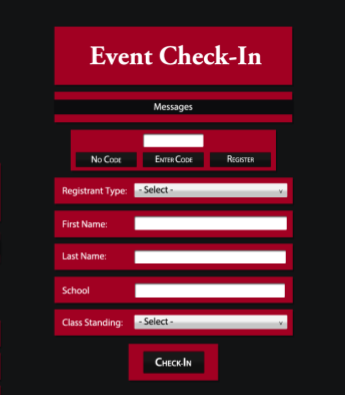 Event Check-In
Messages
No Code Enter Code Register
Registrant Type: - Select -
First Name:
Last Name:
School
Class Standing: - Select -
Check-In